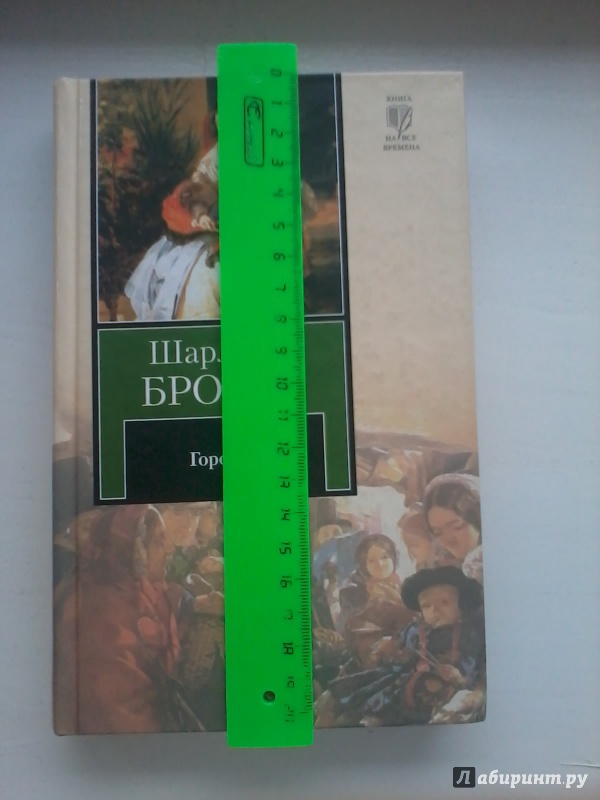 КНИГА
НА ВСЕ
ВРЕМЕНА
Шарл
БРО
Горо
0 1 2 3 4 5 6 7 8 9 10 11 12 13 14 15 16 17 18 19 20
Лабиринт.ру